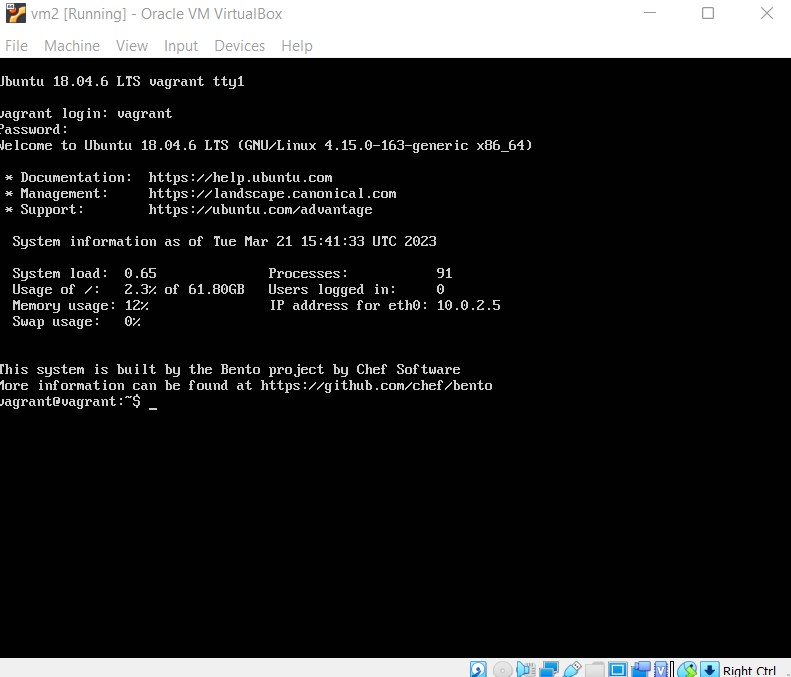 vm2 [Running] - Oracle VM VirtualBox
File Machine View Input Devices Help
Ubuntu 18.04.6 LTS vagrant tty1
vagrant login: vagrant
Password:
Welcome to Ubuntu 18.04.6 LTS (GNU/Linux 4.15.0-163-generic x86_64)
* Documentation: https://help.ubuntu.com
* Management: https://landscape.canonical.com
* Support: https://ubuntu.com/advantage
System information as of Tue Mar 21 15:41:33 UTC 2023
System load: 0.65 Processes: 91
Usage of /: 2.3% of 61.80GB Users logged in: 0
Memory usage: 12% IP address for eth0: 10.0.2.5
Swap usage: 0%
This system is built by the Bento project by Chef Software
More information can be found at https://github.com/chef/bento
vagrant@vagrant:~$ _
Right Ctrl